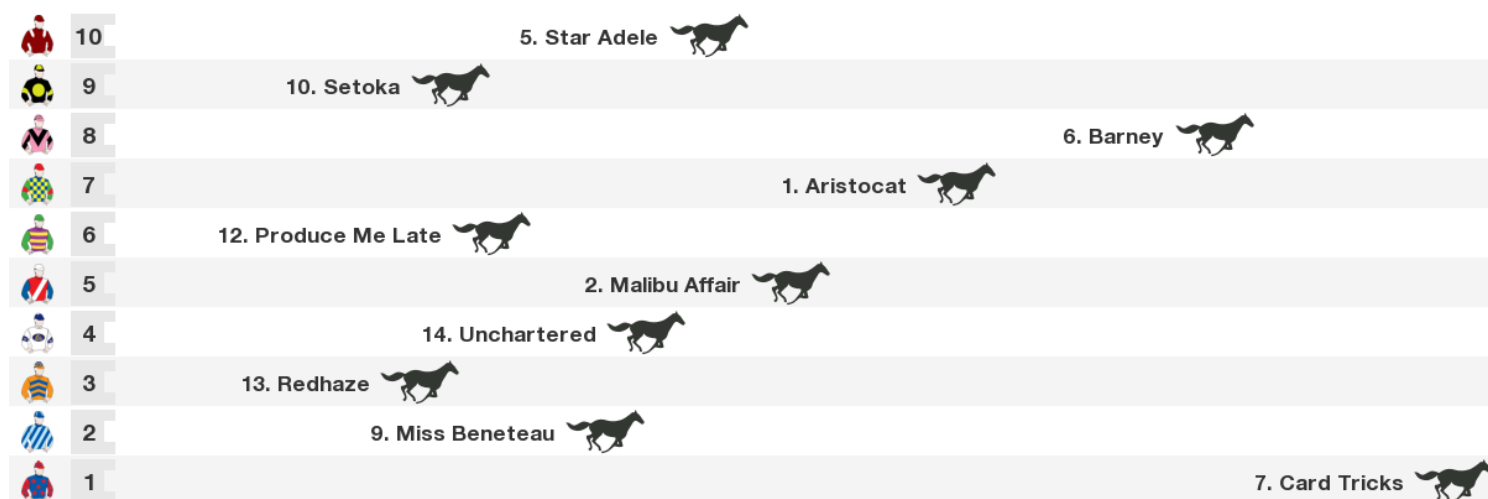 10 5. Star Adele
9 10. Setoka
8 6. Barney
7 1. Aristocat
6 12. Produce Me Late
5 2. Malibu Affair
4 14. Unchartered
3 13. Redhaze
2 9. Miss Beneteau
1 7. Card Tricks